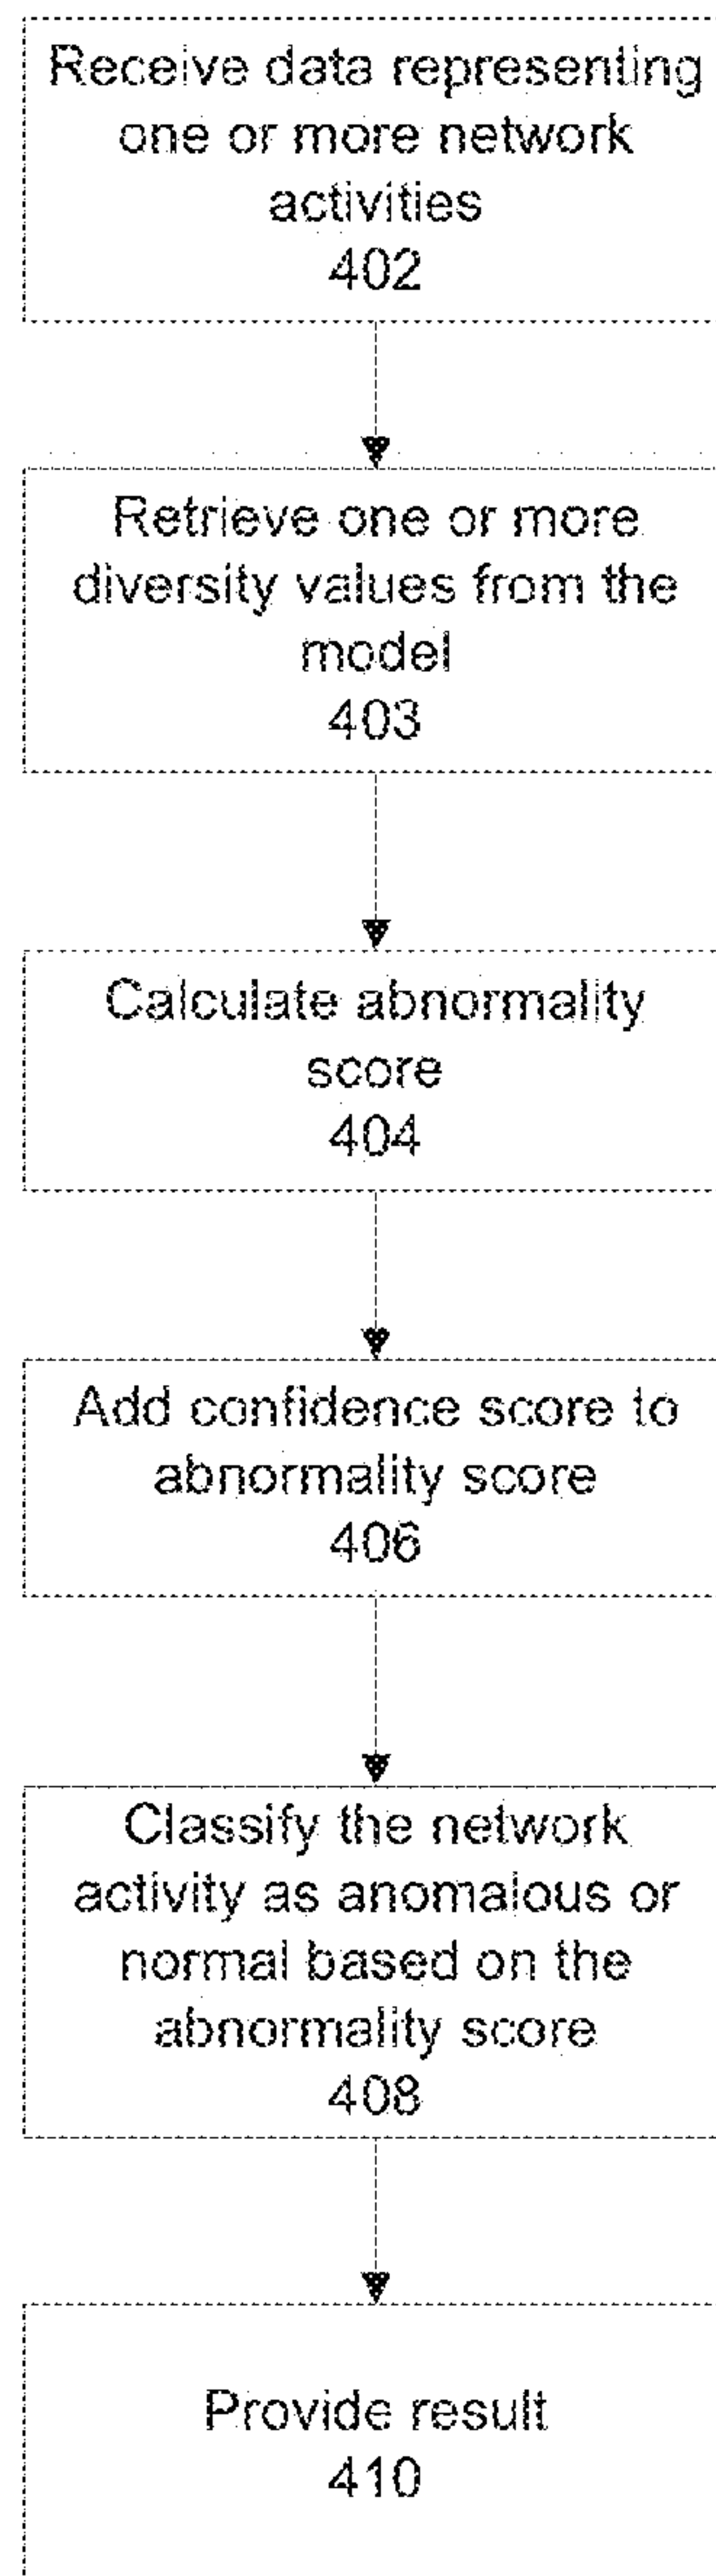 Receive data representing
one or more network
activities
402
Retrieve one or more
diversity values from the
model
403
Calculate abnormality
score
404
Add confidence score to
abnormality score
406
Classify the network
activity as anomalous or
normal based on the
abnormality score
408
Provide result
410